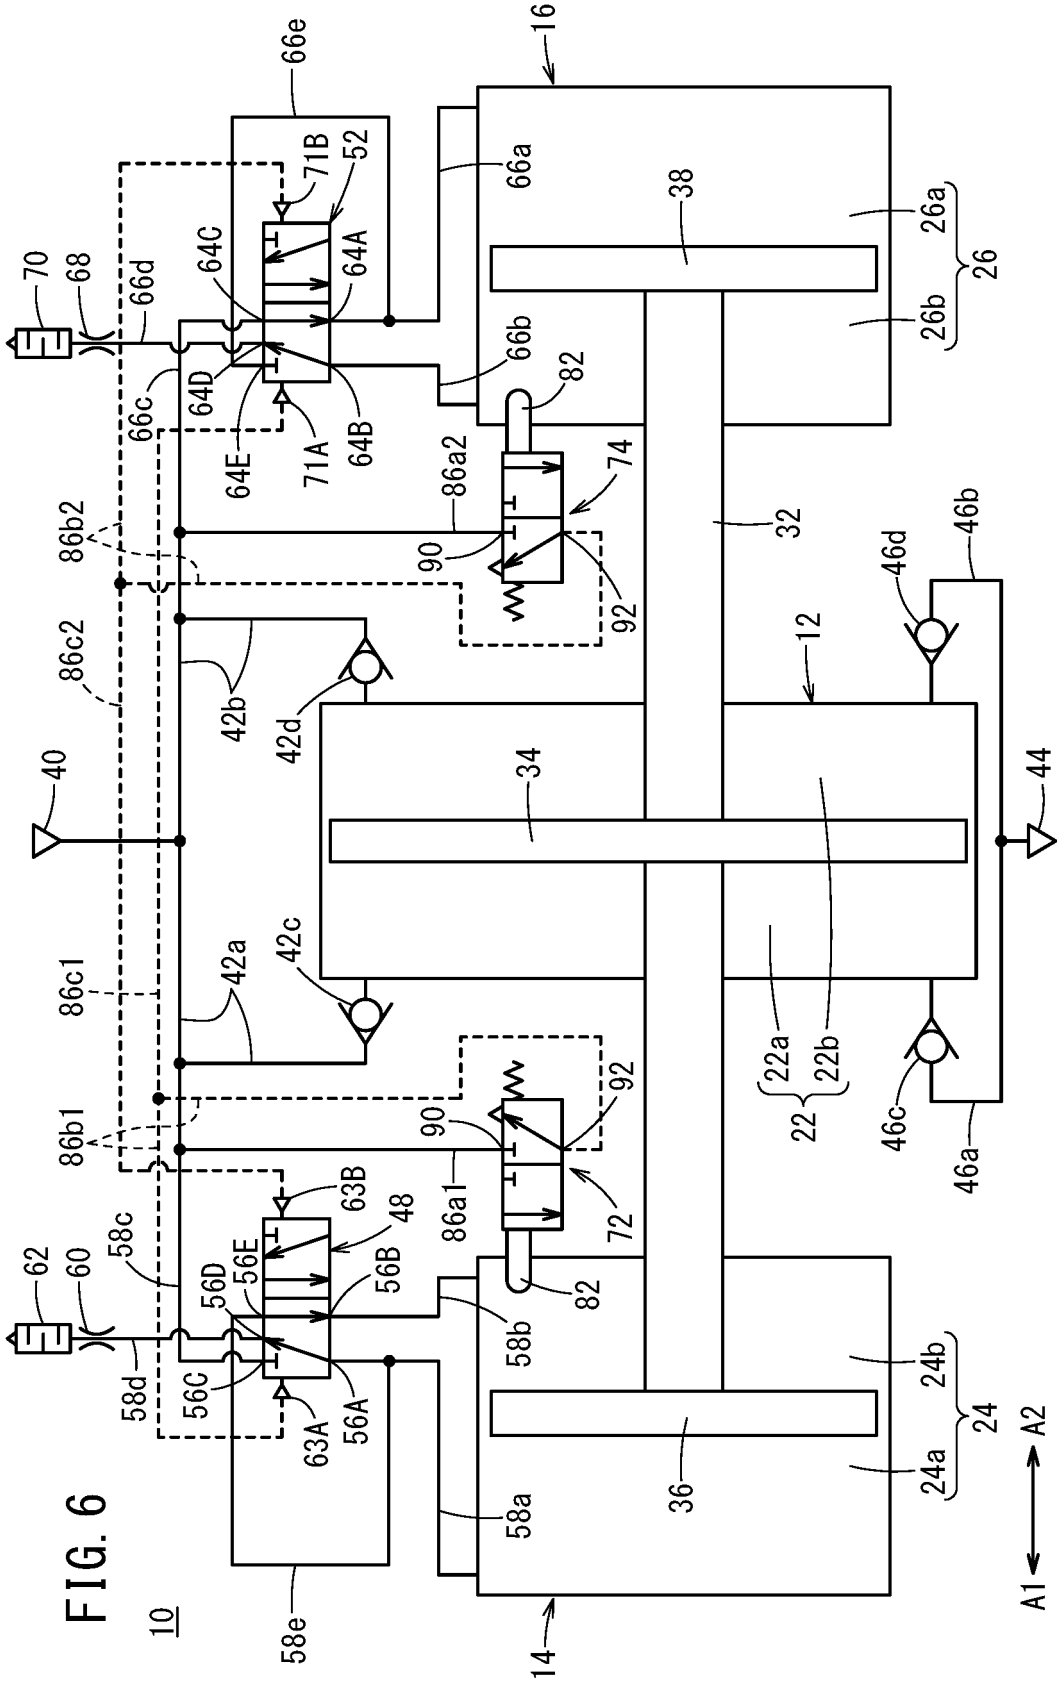 FIG. 6
10
62
40
70
60
86b1
86c1
86c2
86b2
68
58d
58c
66c
66d
56C
56D
56E
42a
42b
64E
64D
64C
58e
63A
63B
42c
42d
71A
71B
66e
56A
56B
48
64B
64A
52
86a1
90
90
86a2
58a
58b
34
66b
66a
14
16
82
72
92
92
74
82
36
38
22a
22b
22
12
32
46c
46d
24a
24b
26b
26a
46a
46b
24
26
A1
A2
44